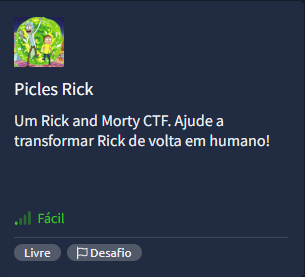 Picles Rick
Um Rick and Morty CTF. Ajude a
transformar Rick de volta em humano!
Fácil
Livre
Desafio